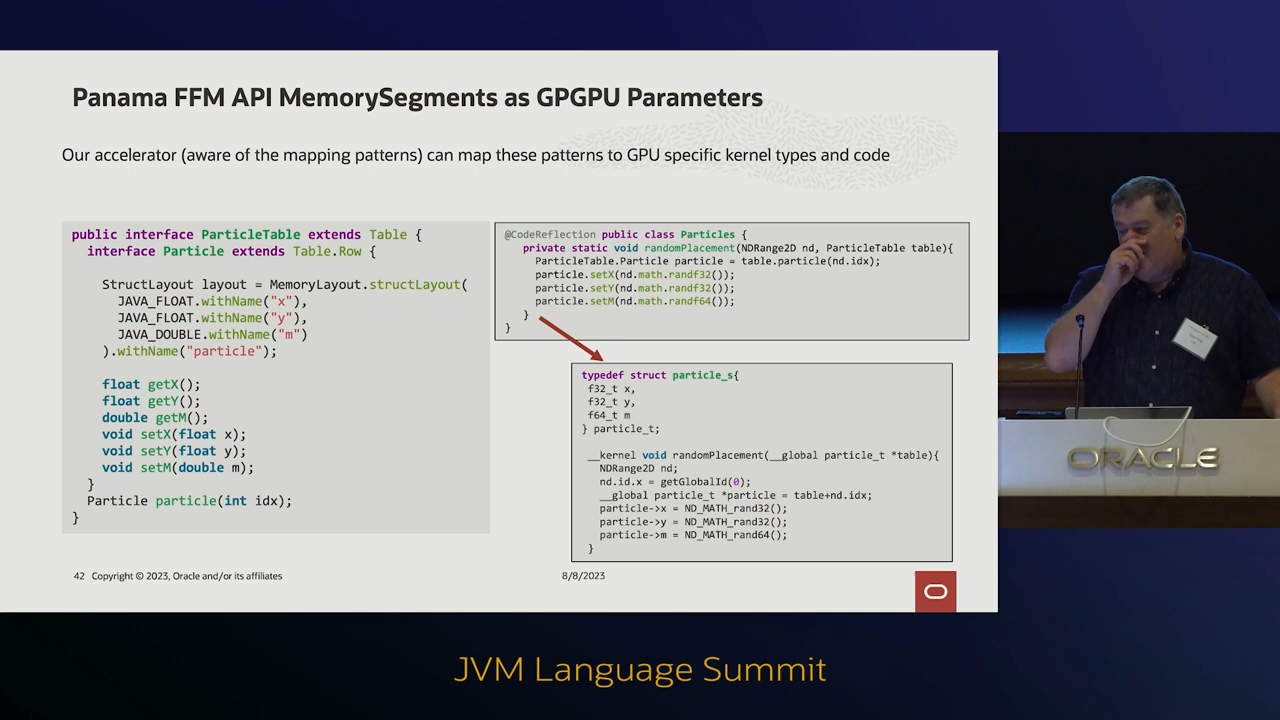 Panama FFM API MemorySegments as GPGPU Parameters
Our accelerator (aware of the mapping patterns) can map these patterns to GPU specific kernel types and code
public interface ParticleTable extends Table {
interface Particle extends Table.Row {
StructLayout layout = MemoryLayout.structLayout(
JAVA_FLOAT.withName("x"),
JAVA_FLOAT.withName("y"),
JAVA_DOUBLE.withName("m")
).withName("particle");
float getX();
float getY();
double getM();
void setX(float x);
void setY(float y);
void setM(double m);
}
Particle particle(int idx);
}
@CodeReflection public class Particles {
private static void randomPlacement(NDRange2D nd, ParticleTable table){
ParticleTable.Particle particle = table.particle(nd.idx);
particle.setX(nd.math.randf32());
particle.setY(nd.math.randf32());
particle.setM(nd.math.randf64());
}
}
typedef struct particle_s{
f32_t x,
f32_t y,
f64_t m
} particle_t;
__kernel void randomPlacement(__global particle_t *table){
NDRange2D nd;
nd.id.x = getGlobalId(0);
__global particle_t *particle = table+nd.idx;
particle->x = ND_MATH_rand32();
particle->y = ND_MATH_rand32();
particle->m = ND_MATH_rand64();
}
42 Copyright © 2023, Oracle and/or its affiliates
8/8/2023
ORACLE
JVM Language Summit